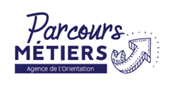 Parcours
MÉTIERS
Agence de l'Orientation